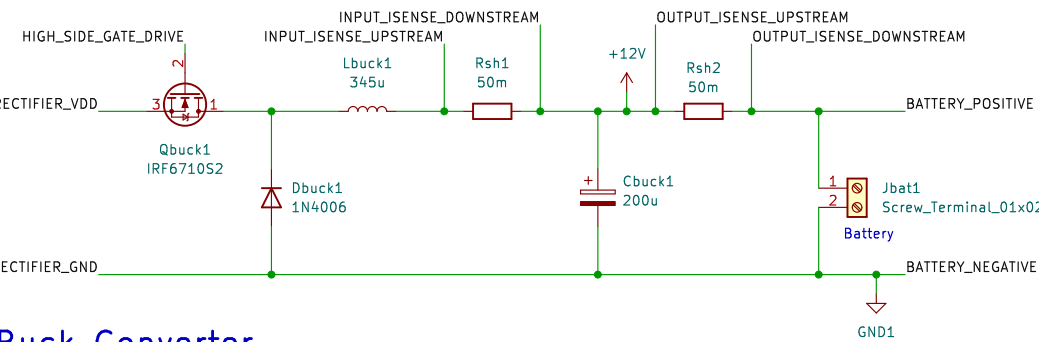 INPUT_ISENSE_DOWNSTREAM
OUTPUT_ISENSE_UPSTREAM
HIGH_SIDE_GATE_DRIVE
INPUT_ISENSE_UPSTREAM
OUTPUT_ISENSE_DOWNSTREAM
+12V
Lbuck1
345u
Rsh1
50m
Rsh2
50m
2
RECTIFIER_VDD
3
1
BATTERY_POSITIVE
Qbuck1
IRF6710S2
Dbuck1
1N4006
+
Cbuck1
200u
1
2
Jbat1
Screw_Terminal_01x02
Battery
ECTIFIER_GND
BATTERY_NEGATIVE
GND1
Buck Converter